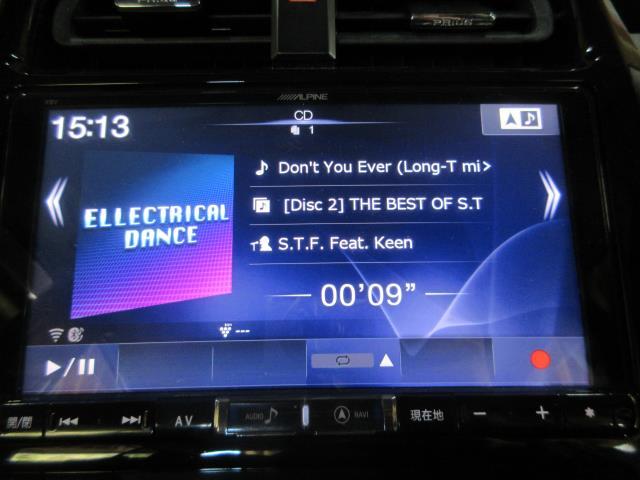 PRIUS
ALPINE
15:13
CD
1
ELLECTRICAL
DANCE
Don't You Ever (Long-T mi>
[Disc 2] THE BEST OF S.T
S.T.F. Feat. Keen
00'09"
---
開/閉
AV
AUDIO
NAVI
現在地